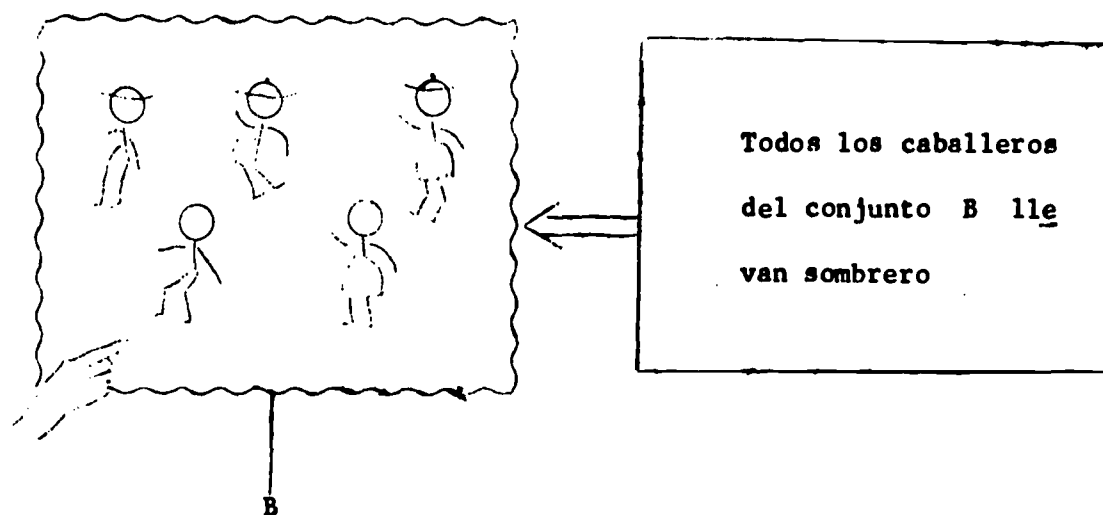 Todos los caballeros
del conjunto B lle
van sombrero
B